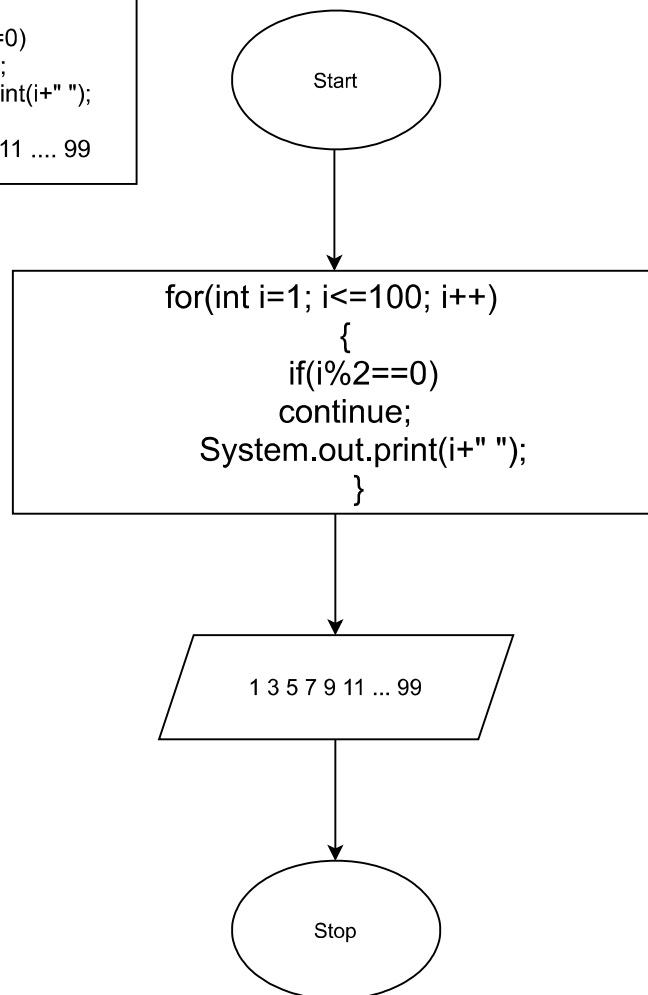 =0)
;
int(i+" ");
11 .... 99
Start
for(int i=1; i<=100; i++)
{
if(i%2==0)
continue;
System.out.print(i+" ");
}
1 3 5 7 9 11 ... 99
Stop